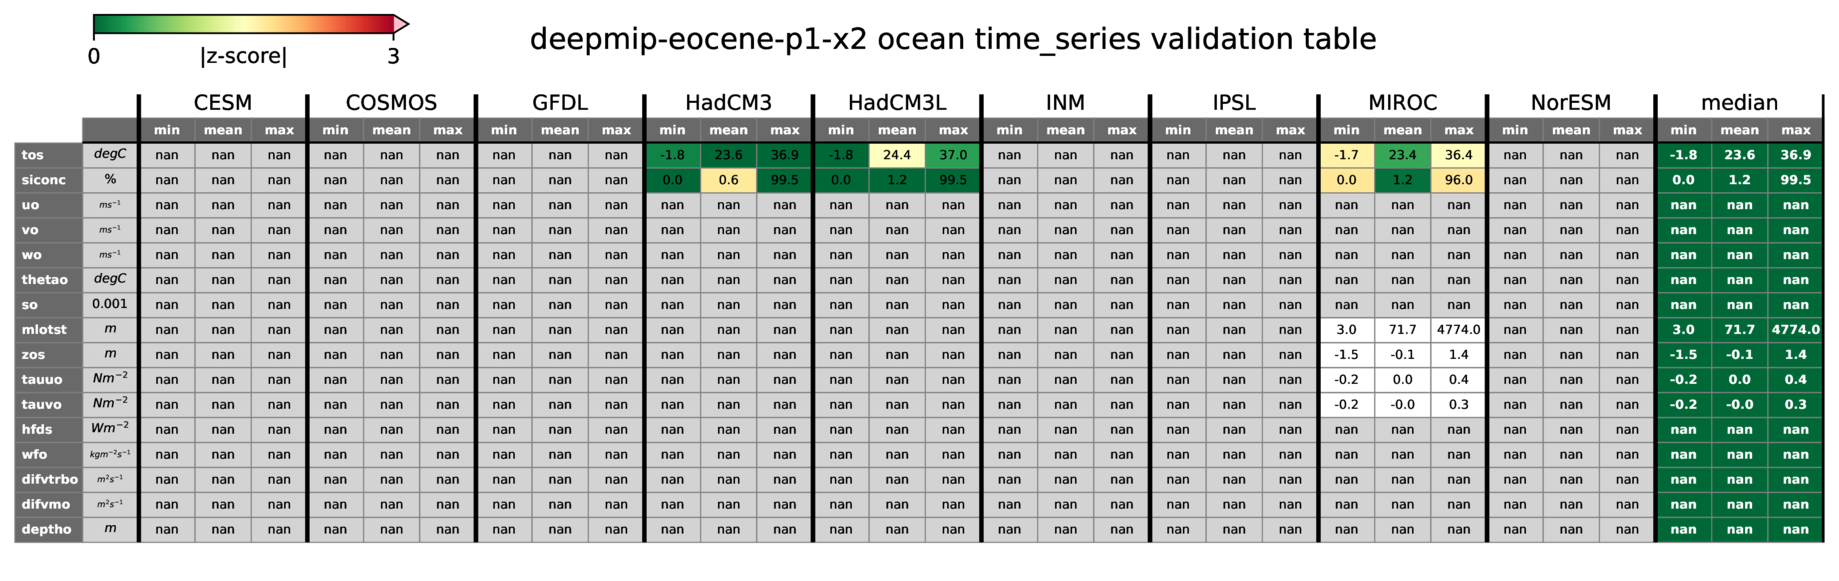 deepmip-eocene-p1-x2 ocean time_series validation table
0 |z-score| 3
CESM COSMOS GFDL HadCM3 HadCM3L INM IPSL MIROC NorESM median
min mean max min mean max min mean max min mean max min mean max min mean max min mean max min mean max min mean max min mean max
tos degC nan nan nan nan nan nan nan nan nan -1.8 23.6 36.9 -1.8 24.4 37.0 nan nan nan nan nan nan -1.7 23.4 36.4 nan nan nan -1.8 23.6 36.9
siconc % nan nan nan nan nan nan nan nan nan 0.0 0.6 99.5 0.0 1.2 99.5 nan nan nan nan nan nan 0.0 1.2 96.0 nan nan nan 0.0 1.2 99.5
uo ms⁻¹ nan nan nan nan nan nan nan nan nan nan nan nan nan nan nan nan nan nan nan nan nan nan nan nan nan nan nan nan nan nan
vo ms⁻¹ nan nan nan nan nan nan nan nan nan nan nan nan nan nan nan nan nan nan nan nan nan nan nan nan nan nan nan nan nan nan
wo ms⁻¹ nan nan nan nan nan nan nan nan nan nan nan nan nan nan nan nan nan nan nan nan nan nan nan nan nan nan nan nan nan nan
thetao degC nan nan nan nan nan nan nan nan nan nan nan nan nan nan nan nan nan nan nan nan nan nan nan nan nan nan nan nan nan nan
so 0.001 nan nan nan nan nan nan nan nan nan nan nan nan nan nan nan nan nan nan nan nan nan nan nan nan nan nan nan nan nan nan
mlotst m nan nan nan nan nan nan nan nan nan nan nan nan nan nan nan nan nan nan nan nan nan 3.0 71.7 4774.0 nan nan nan 3.0 71.7 4774.0
zos m nan nan nan nan nan nan nan nan nan nan nan nan nan nan nan nan nan nan nan nan nan -1.5 -0.1 1.4 nan nan nan -1.5 -0.1 1.4
tauuo Nm⁻² nan nan nan nan nan nan nan nan nan nan nan nan nan nan nan nan nan nan nan nan nan -0.2 0.0 0.4 nan nan nan -0.2 0.0 0.4
tauvo Nm⁻² nan nan nan nan nan nan nan nan nan nan nan nan nan nan nan nan nan nan nan nan nan -0.2 -0.0 0.3 nan nan nan -0.2 -0.0 0.3
hfds Wm⁻² nan nan nan nan nan nan nan nan nan nan nan nan nan nan nan nan nan nan nan nan nan nan nan nan nan nan nan nan nan nan
wfo kgm⁻²s⁻¹ nan nan nan nan nan nan nan nan nan nan nan nan nan nan nan nan nan nan nan nan nan nan nan nan nan nan nan nan nan nan
difvtrbo m²s⁻¹ nan nan nan nan nan nan nan nan nan nan nan nan nan nan nan nan nan nan nan nan nan nan nan nan nan nan nan nan nan nan
difvmo m²s⁻¹ nan nan nan nan nan nan nan nan nan nan nan nan nan nan nan nan nan nan nan nan nan nan nan nan nan nan nan nan nan nan
deptho m nan nan nan nan nan nan nan nan nan nan nan nan nan nan nan nan nan nan nan nan nan nan nan nan nan nan nan nan nan nan